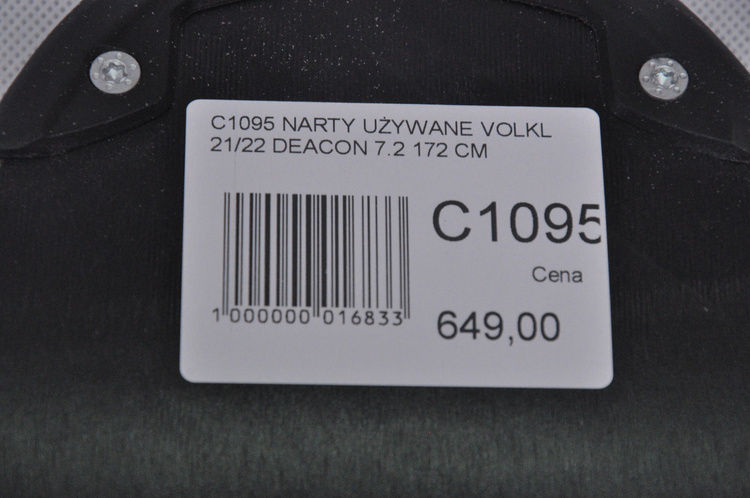 C1095 NARTY UŻYWANE VOLKL
21/22 DEACON 7.2 172 CM
C1095
Cena
649,00
1 000000 016833